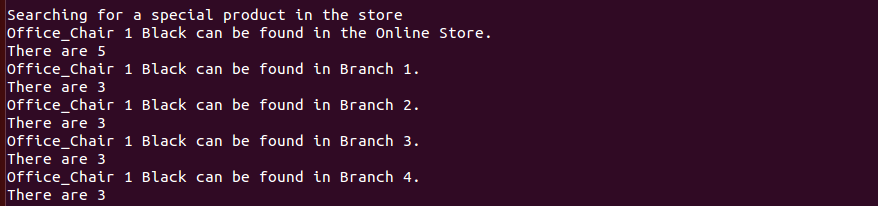 Searching for a special product in the store
Office_Chair 1 Black can be found in the Online Store.
There are 5
Office_Chair 1 Black can be found in Branch 1.
There are 3
Office_Chair 1 Black can be found in Branch 2.
There are 3
Office_Chair 1 Black can be found in Branch 3.
There are 3
Office_Chair 1 Black can be found in Branch 4.
There are 3